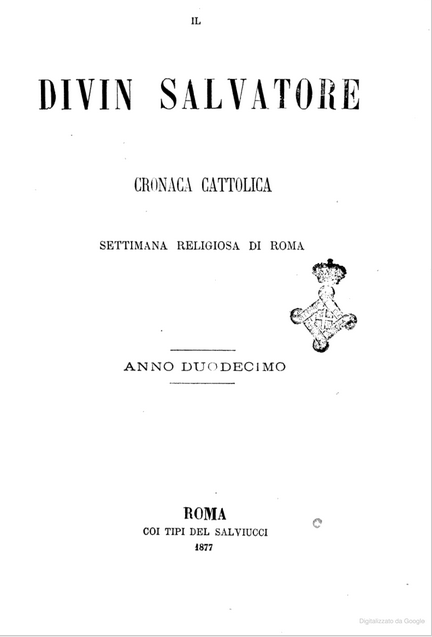 IL
DIVIN SALVATORE
CRONACA CATTOLICA
SETTIMANA RELIGIOSA DI ROMA
ANNO DUODECIMO
ROMA
COI TIPI DEL SALVIUCCI
1877
Digitalizzato da Google